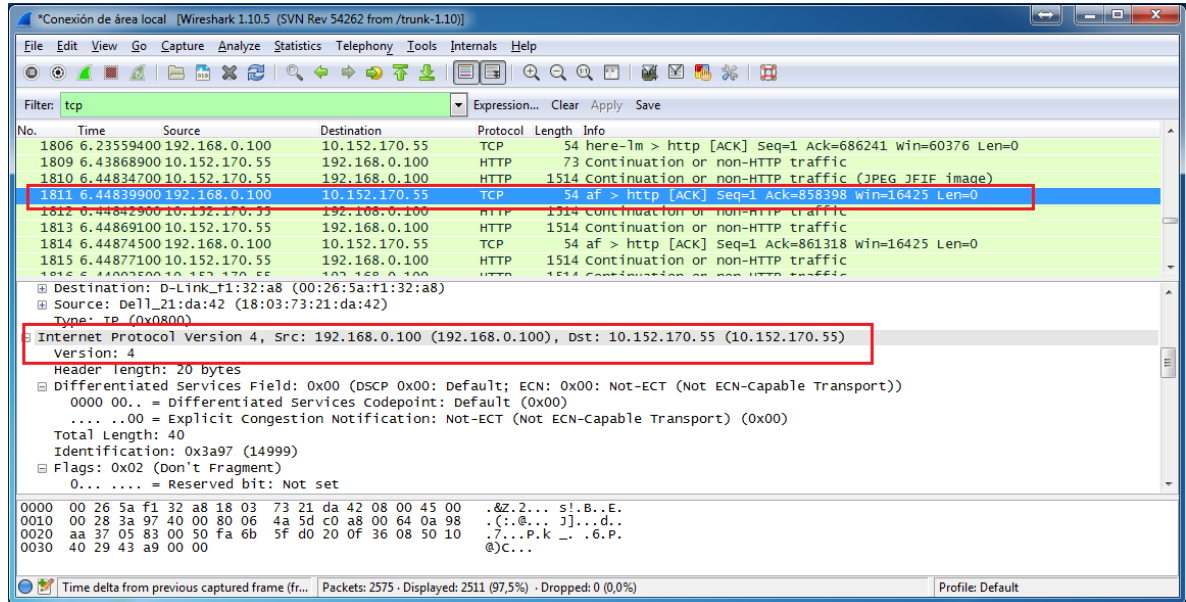 *Conexión de área local [Wireshark 1.10.5 (SVN Rev 54262 from /trunk-1.10)]
File Edit View Go Capture Analyze Statistics Telephony Tools Internals Help
Filter: tcp Expression... Clear Apply Save
No. Time Source Destination Protocol Length Info
1806 6.23559400 192.168.0.100 10.152.170.55 TCP 54 here-lm > http [ACK] Seq=1 Ack=686241 Win=60376 Len=0
1809 6.43868900 10.152.170.55 192.168.0.100 HTTP 73 Continuation or non-HTTP traffic
1810 6.44834700 10.152.170.55 192.168.0.100 HTTP 1514 Continuation or non-HTTP traffic (JPEG JFIF image)
1811 6.44839900 192.168.0.100 10.152.170.55 TCP 54 af > http [ACK] Seq=1 Ack=858398 Win=16425 Len=0
1812 6.44842900 10.152.170.55 192.168.0.100 HTTP 1514 Continuation or non-HTTP traffic
1813 6.44869100 10.152.170.55 192.168.0.100 HTTP 1514 Continuation or non-HTTP traffic
1814 6.44874500 192.168.0.100 10.152.170.55 TCP 54 af > http [ACK] Seq=1 Ack=861318 Win=16425 Len=0
1815 6.44877100 10.152.170.55 192.168.0.100 HTTP 1514 Continuation or non-HTTP traffic
1816 10.152.170.55 192.168.0.100 HTTP 1514 Continuation or non-HTTP traffic
Destination: D-Link_f1:32:a8 (00:26:5a:f1:32:a8)
Source: Dell_21:da:42 (18:03:73:21:da:42)
Type: IP (0x0800)
Internet Protocol Version 4, Src: 192.168.0.100 (192.168.0.100), Dst: 10.152.170.55 (10.152.170.55)
Version: 4
Header length: 20 bytes
Differentiated Services Field: 0x00 (DSCP 0x00: Default; ECN: 0x00: Not-ECT (Not ECN-Capable Transport))
0000 00.. = Differentiated Services Codepoint: Default (0x00)
.... ..00 = Explicit Congestion Notification: Not-ECT (Not ECN-Capable Transport) (0x00)
Total Length: 40
Identification: 0x3a97 (14999)
Flags: 0x02 (Don't Fragment)
0... .... = Reserved bit: Not set
0000 00 26 5a f1 32 a8 18 03 73 21 da 42 08 00 45 00 .&Z.2... s!.B..E.
0010 00 28 3a 97 40 00 80 06 4a 5d c0 a8 00 64 0a 98 .(:.@... J]...d..
0020 aa 37 05 83 00 50 fa 6b 5f d0 20 0f 36 08 50 10 .7...P.k _. .6.P.
0030 40 29 43 a9 00 00 @)C...
Time delta from previous captured frame (fr... Packets: 2575 · Displayed: 2511 (97,5%) · Dropped: 0 (0,0%) Profile: Default